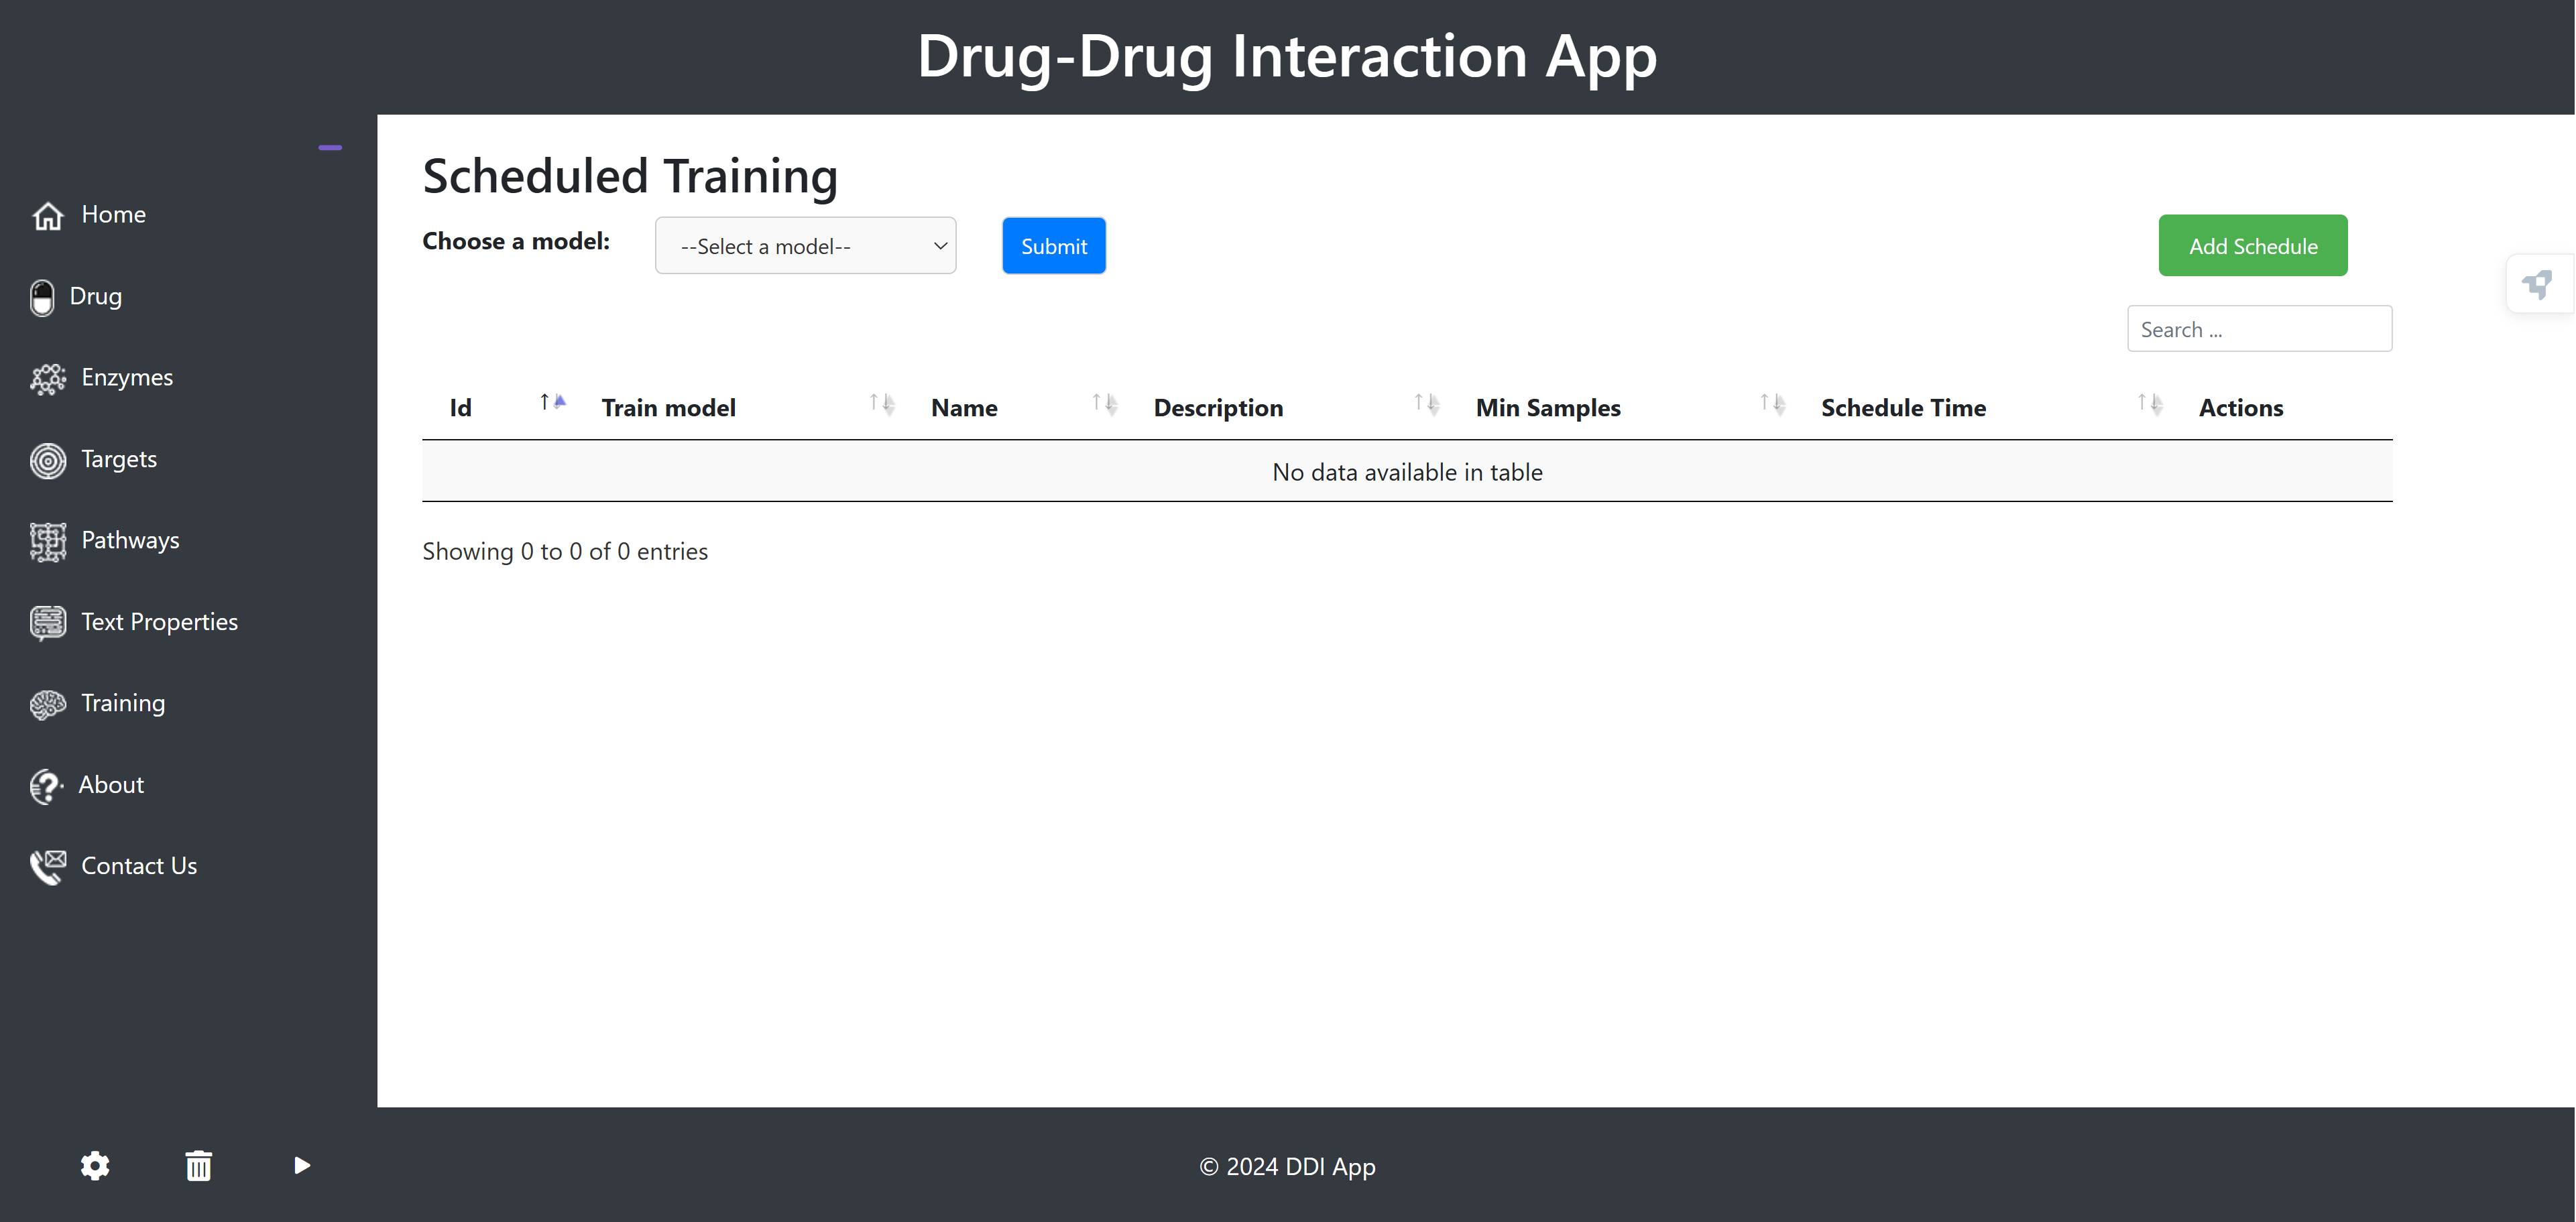 Drug-Drug Interaction App
Home
Drug
Enzymes
Targets
Pathways
Text Properties
Training
About
Contact Us
Scheduled Training
Choose a model: --Select a model-- Submit Add Schedule
Search ...
Id Train model Name Description Min Samples Schedule Time Actions
No data available in table
Showing 0 to 0 of 0 entries
© 2024 DDI App